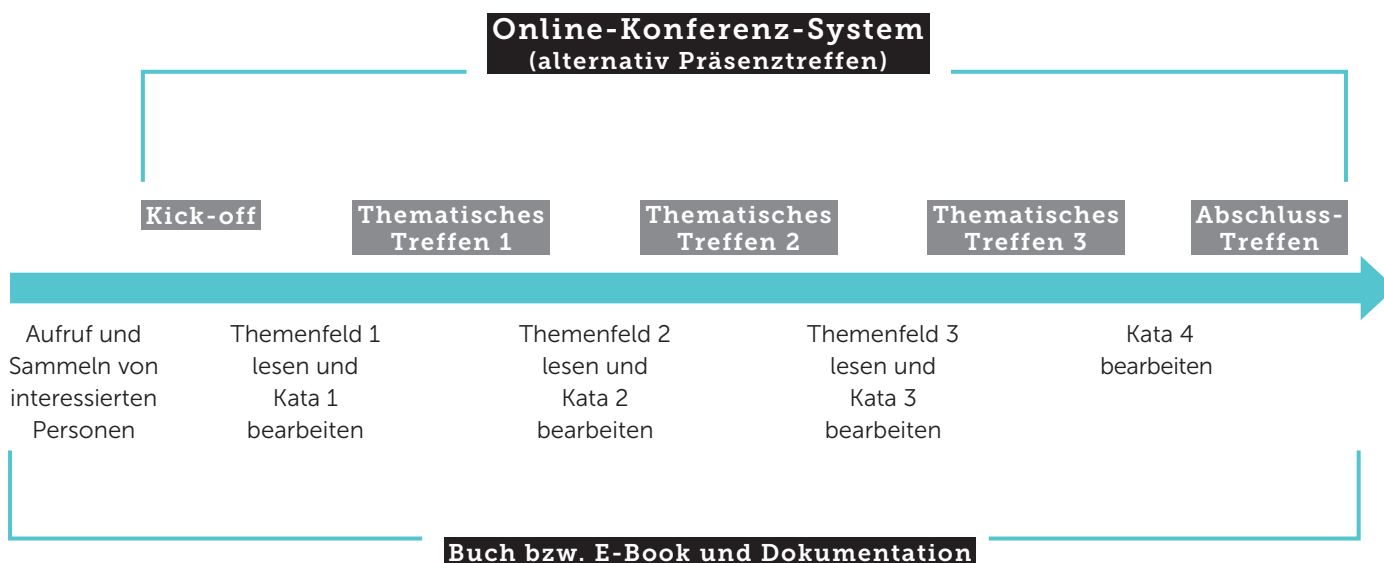 Online-Konferenz-System
(alternativ Präsenztreffen)
Kick-off
Thematisches
Treffen 1
Thematisches
Treffen 2
Thematisches
Treffen 3
Abschluss-
Treffen
Aufruf und
Sammeln von
interessierten
Personen
Themenfeld 1
lesen und
Kata 1
bearbeiten
Themenfeld 2
lesen und
Kata 2
bearbeiten
Themenfeld 3
lesen und
Kata 3
bearbeiten
Kata 4
bearbeiten
Buch bzw. E-Book und Dokumentation